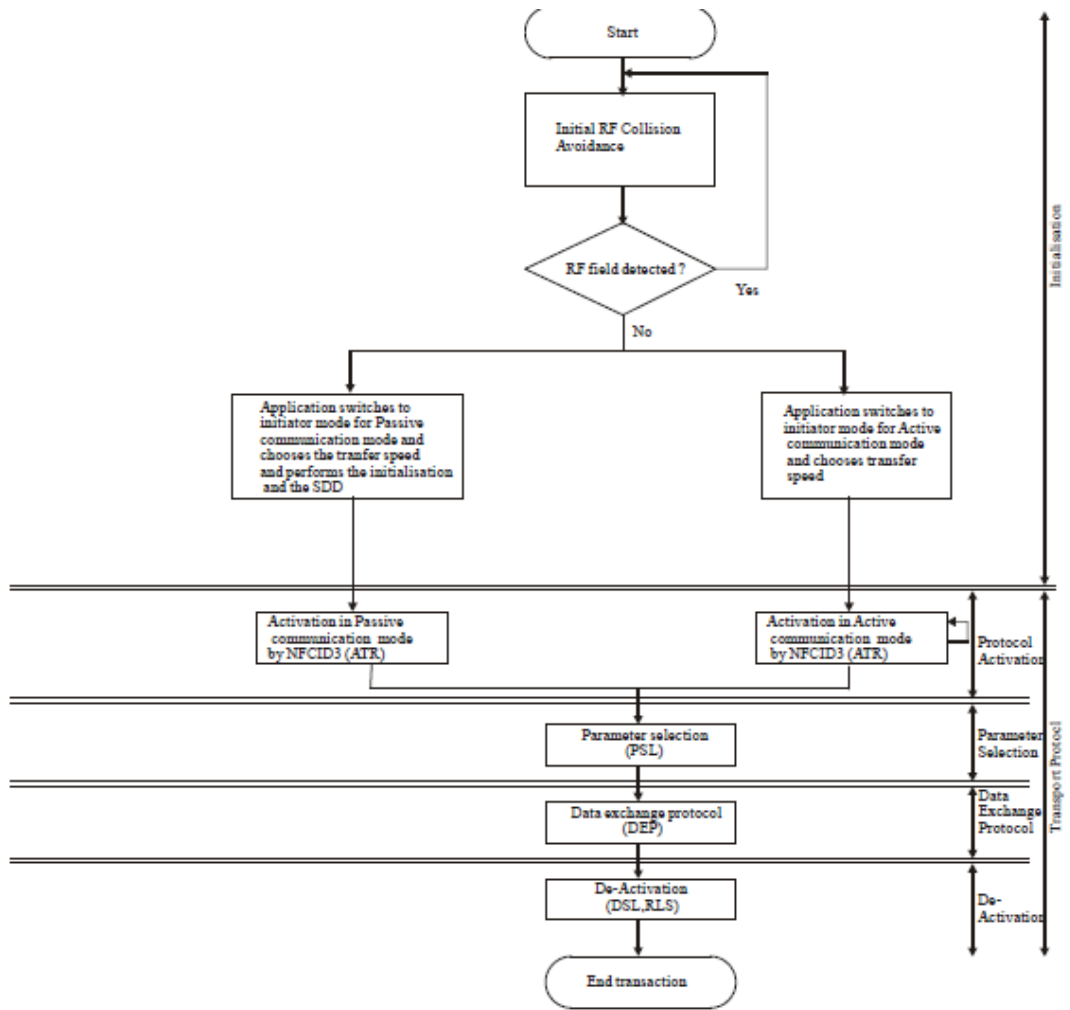 Start
Initial RF Collision
Avoidance
RF field detected ?
Yes
No
Initialisation
Application switches to
initiator mode for Passive
communication mode and
chooses the tranfer speed
and performs the initialisation
and the SDD
Application switches to
initiator mode for Active
communication mode
and chooses transfer
speed
Activation in Passive
communication mode
by NFCID3 (ATR)
Activation in Active
communication mode
by NFCID3 (ATR)
Protocol
Activation
Parameter selection
(PSL)
Parameter
Selection
Transport Protocl
Data exchange protocol
(DEP)
Data
Exchange
Protocol
De-Activation
(DSL,RLS)
De-
Activation
End transaction